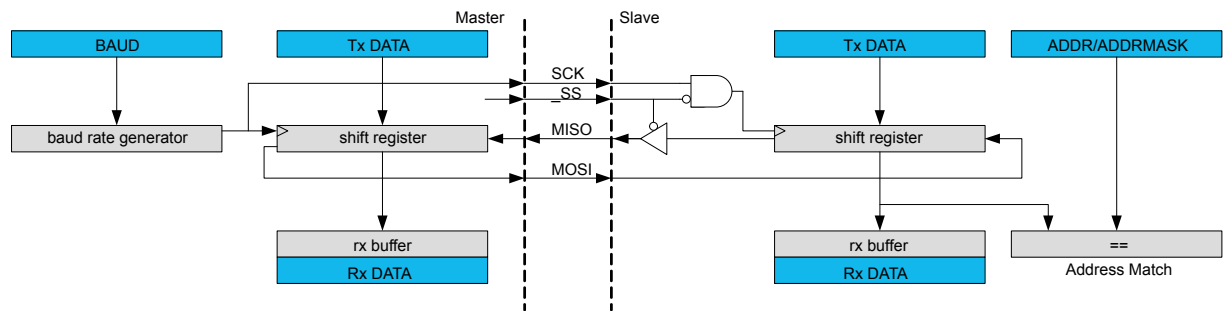 Master
Slave
BAUD
Tx DATA
Tx DATA
ADDR/ADDRMASK
SCK
_SS
baud rate generator
shift register
MISO
shift register
MOSI
rx buffer
rx buffer
==
Rx DATA
Rx DATA
Address Match